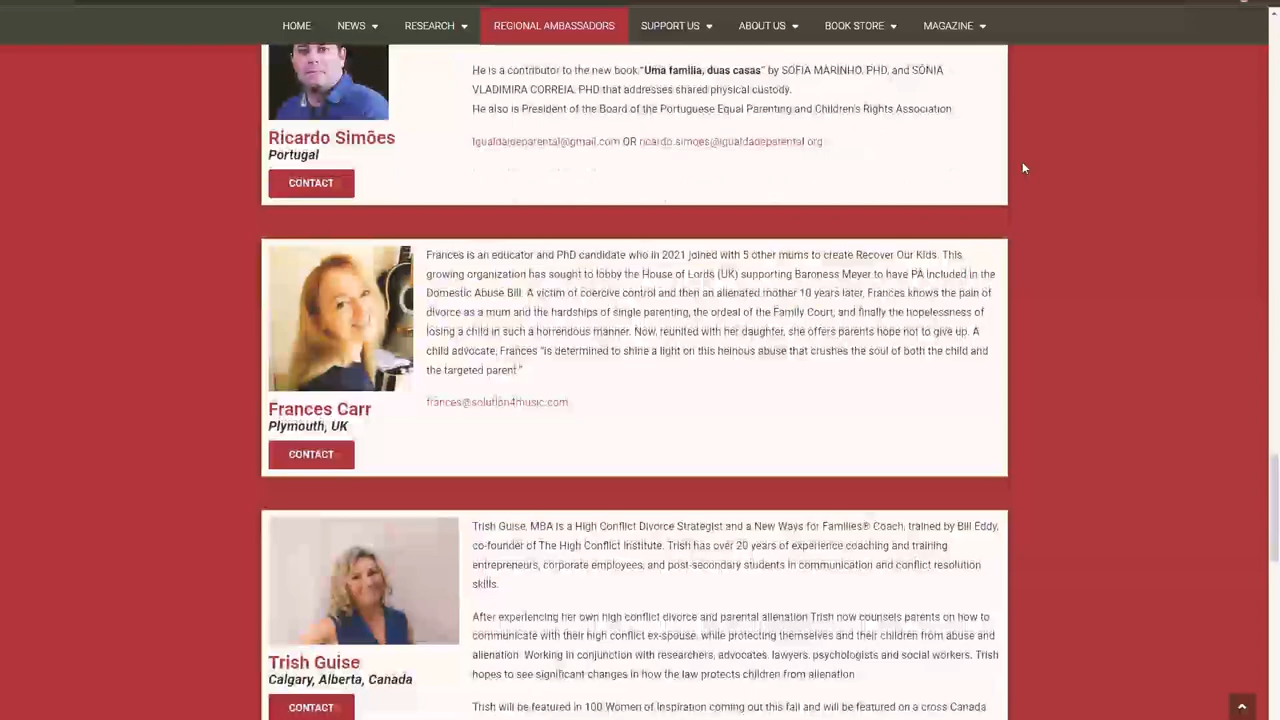 HOME NEWS RESEARCH REGIONAL AMBASSADORS SUPPORT US ABOUT US BOOK STORE MAGAZINE
He is a contributor to the new book,"Uma família, duas casas" by SOFIA MARINHO, PHD, and SÓNIA
VLADIMIRA CORREIA, PHD that addresses shared physical custody.
He also is President of the Board of the Portuguese Equal Parenting and Children's Rights Association.
Igualdaideparental@gmail.com OR ricardo.simoes@igualdadeparental.org
Ricardo Simões
Portugal
CONTACT
Frances is an educator and PhD candidate who in 2021 joined with 5 other mums to create Recover Our Kids. This
growing organization has sought to lobby the House of Lords (UK) supporting Baroness Meyer to have PA included in the
Domestic Abuse Bill. A victim of coercive control and then an alienated mother 10 years later, Frances knows the pain of
divorce as a mum and the hardships of single parenting, the ordeal of the Family Court, and finally the hopelessness of
losing a child in such a horrendous manner. Now, reunited with her daughter, she offers parents hope not to give up. A
child advocate, Frances "is determined to shine a light on this heinous abuse that crushes the soul of both the child and
the targeted parent."
frances@solution4music.com
Frances Carr
Plymouth, UK
CONTACT
Trish Guise, MBA is a High Conflict Divorce Strategist and a New Ways for Families® Coach, trained by Bill Eddy,
co-founder of The High Conflict Institute. Trish has over 20 years of experience coaching and training
entrepreneurs, corporate employees, and post-secondary students in communication and conflict resolution
skills.
After experiencing her own high conflict divorce and parental alienation Trish now counsels parents on how to
communicate with their high conflict ex-spouse, while protecting themselves and their children from abuse and
alienation. Working in conjunction with researchers, advocates, lawyers, psychologists and social workers, Trish
hopes to see significant changes in how the law protects children from alienation.
Trish will be featured in 100 Women of Inspiration coming out this fall and will be featured on a cross Canada
Trish Guise
Calgary, Alberta, Canada
CONTACT